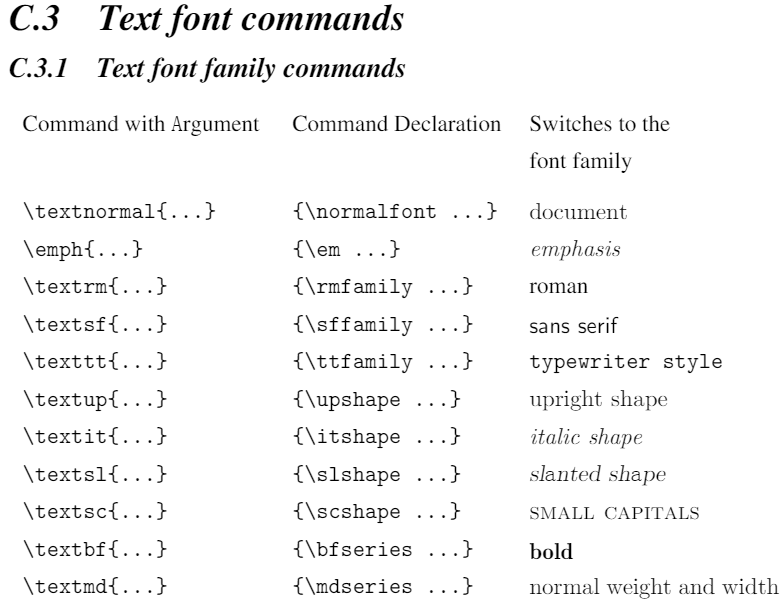 C.3 Text font commands
C.3.1 Text font family commands
Command with Argument Command Declaration Switches to the
font family
\textnormal{...} {\normalfont ...} document
\emph{...} {\em ...} emphasis
\textrm{...} {\rmfamily ...} roman
\textsf{...} {\sffamily ...} sans serif
\texttt{...} {\ttfamily ...} typewriter style
\textup{...} {\upshape ...} upright shape
\textit{...} {\itshape ...} italic shape
\textsl{...} {\slshape ...} slanted shape
\textsc{...} {\scshape ...} SMALL CAPITALS
\textbf{...} {\bfseries ...} bold
\textmd{...} {\mdseries ...} normal weight and width